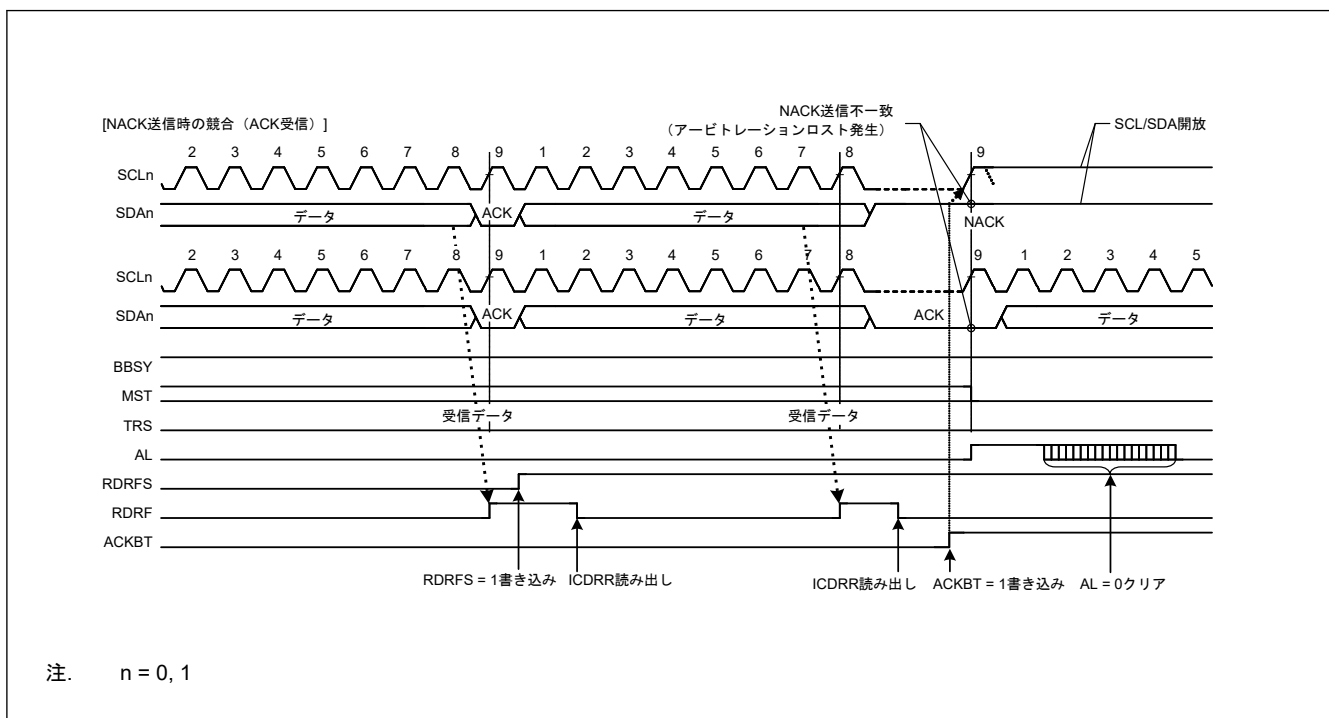 [NACK送信時の競合（ACK受信）]
NACK送信不一致
（アービトレーションロスト発生）
SCL/SDA開放
2 3 4 5 6 7 8 9 1 2 3 4 5 6 7 8 9
SCLn
SDAn データ ACK データ NACK
2 3 4 5 6 7 8 9 1 2 3 4 5 6 7 8 9 1 2 3 4 5
SCLn
SDAn データ ACK データ ACK データ
BBSY
MST
受信データ 受信データ
TRS
AL
RDRFS
RDRF
ACKBT
RDRFS = 1書き込み ICDRR読み出し ICDRR読み出し ACKBT = 1書き込み AL = 0クリア
注. n = 0, 1